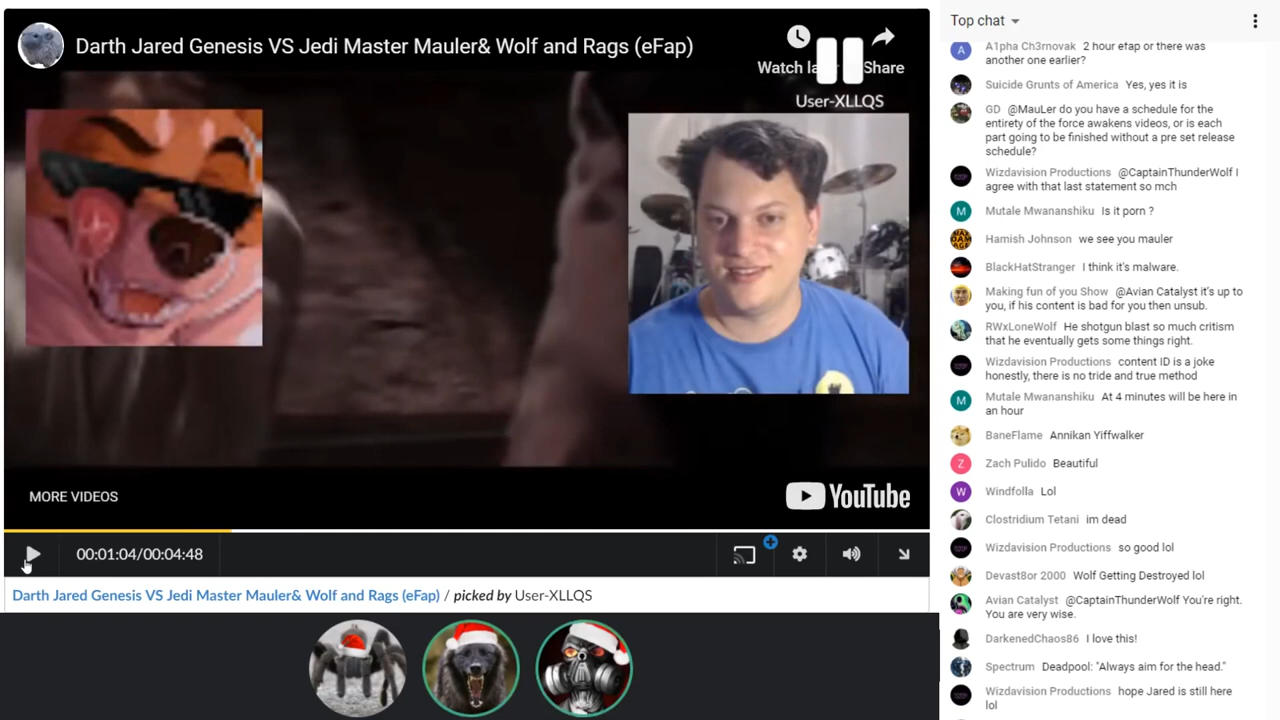 Darth Jared Genesis VS Jedi Master Mauler& Wolf and Rags (eFap)
Watch la
Share
User-XLLQS
MORE VIDEOS
YouTube
00:01:04/00:04:48
Darth Jared Genesis VS Jedi Master Mauler& Wolf and Rags (eFap) / picked by User-XLLQS
Top chat
A
A1pha Ch3rnovak 2 hour efap or there was
another one earlier?
Suicide Grunts of America Yes, yes it is
GD @MauLer do you have a schedule for the
entirety of the force awakens videos, or is each
part going to be finished without a pre set release
schedule?
Wizdavision Productions @CaptainThunderWolf I
agree with that last statement so mch
M
Mutale Mwananshiku Is it porn ?
Hamish Johnson we see you mauler
BlackHatStranger I think it's malware.
Making fun of you Show @Avian Catalyst it's up to
you, if his content is bad for you then unsub.
RWxLoneWolf He shotgun blast so much critism
that he eventually gets some things right.
Wizdavision Productions content ID is a joke
honestly, there is no tride and true method
M
Mutale Mwananshiku At 4 minutes will be here in
an hour
BaneFlame Annikan Yiffwalker
Z
Zach Pulido Beautiful
W
Windfolla Lol
Clostridium Tetani im dead
Wizdavision Productions so good lol
Devast8or 2000 Wolf Getting Destroyed lol
Avian Catalyst @CaptainThunderWolf You're right.
You are very wise.
DarkenedChaos86 I love this!
Spectrum Deadpool: "Always aim for the head."
Wizdavision Productions hope Jared is still here
lol